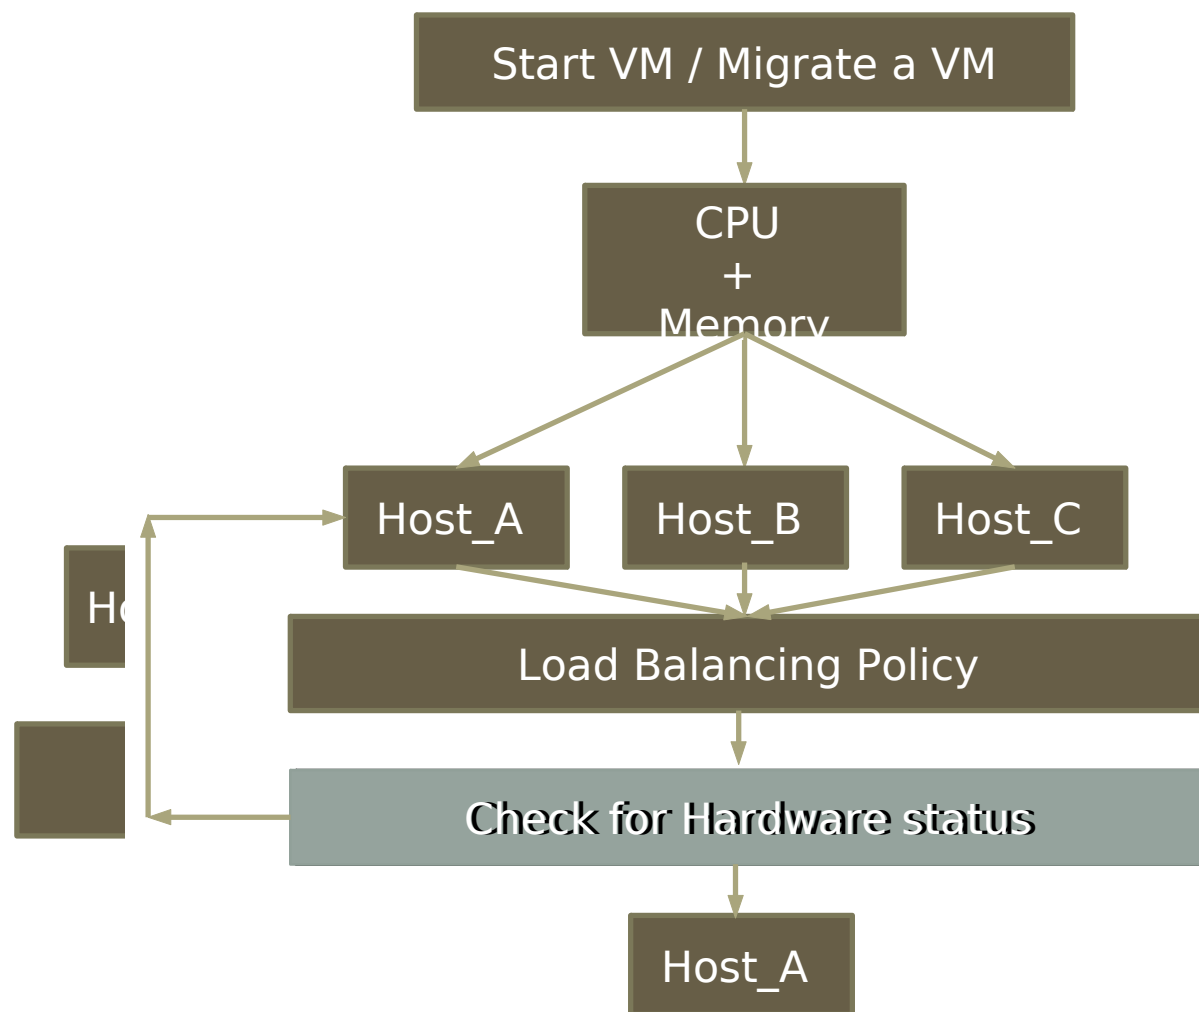 Start VM / Migrate a VM
CPU
+
Memory
Host_A
Host_B
Host_C
Load Balancing Policy
Check for Hardware status
Host_A